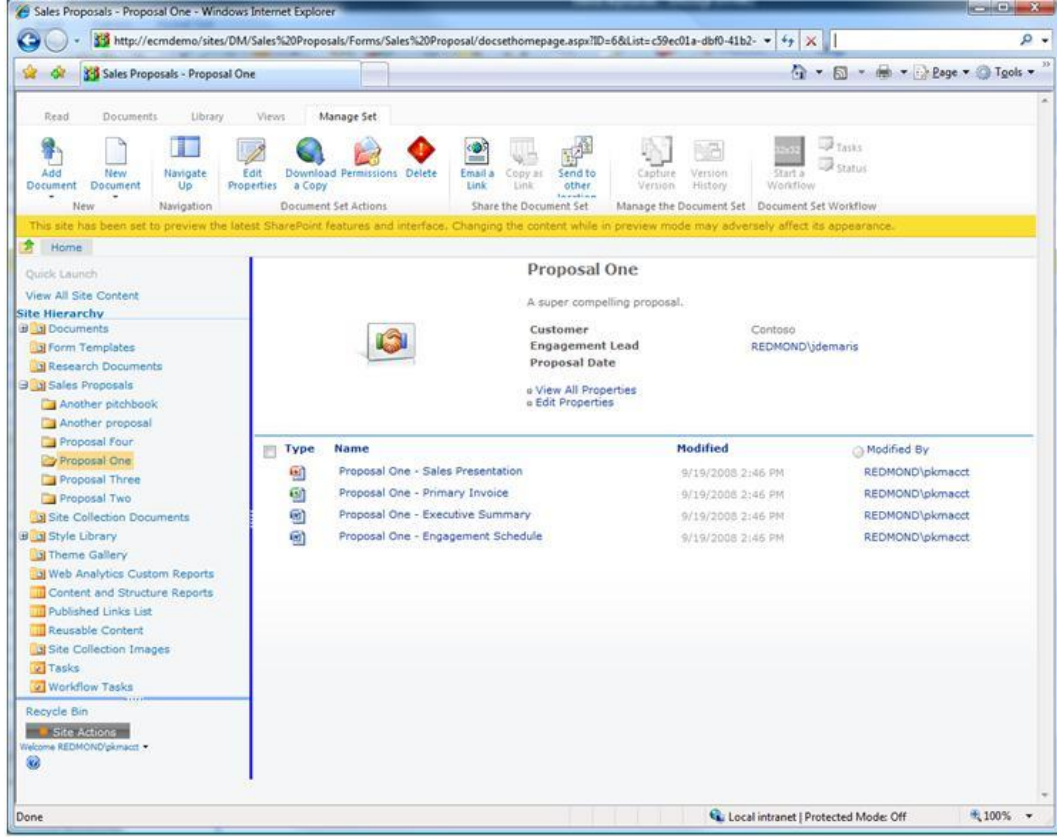 Sales Proposals - Proposal One - Windows Internet Explorer
http://ecmdemo/sites/DM/Sales%20Proposals/Forms/Sales%20Proposal/docsethomepage.aspx?ID=6&List=c59ec01a-dbf0-41b2-
Sales Proposals - Proposal One
Page Tools
Read Documents Library Views Manage Set
Add Document
New Document
Navigate Up
Edit Properties
Download a Copy
Permissions
Delete
Email a Link
Copy as Link
Send to other
Capture Version
Version History
32x32
Start a Workflow
Tasks
Status
New Navigation Document Set Actions Share the Document Set Manage the Document Set Document Set Workflow
This site has been set to preview the latest SharePoint features and interface. Changing the content while in preview mode may adversely affect its appearance.
Home
Quick Launch
View All Site Content
Site Hierarchy
Documents
Form Templates
Research Documents
Sales Proposals
Another pitchbook
Another proposal
Proposal Four
Proposal One
Proposal Three
Proposal Two
Site Collection Documents
Style Library
Theme Gallery
Web Analytics Custom Reports
Content and Structure Reports
Published Links List
Reusable Content
Site Collection Images
Tasks
Workflow Tasks
Recycle Bin
Site Actions
Welcome REDMOND\pkmacct
Proposal One
A super compelling proposal.
Customer Contoso
Engagement Lead REDMOND\jdemaris
Proposal Date
View All Properties
Edit Properties
Type Name Modified Modified By
Proposal One - Sales Presentation 9/19/2008 2:46 PM REDMOND\pkmacct
Proposal One - Primary Invoice 9/19/2008 2:46 PM REDMOND\pkmacct
Proposal One - Executive Summary 9/19/2008 2:46 PM REDMOND\pkmacct
Proposal One - Engagement Schedule 9/19/2008 2:46 PM REDMOND\pkmacct
Done
Local intranet | Protected Mode: Off
100%